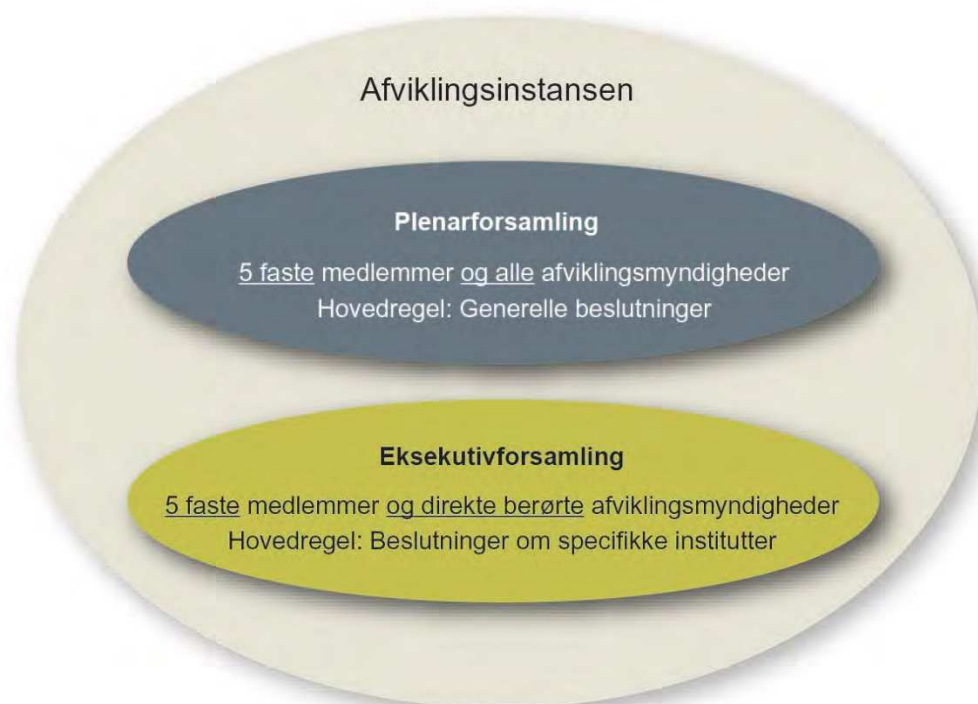 Afviklingsinstansen
Plenarforsamling
5 faste medlemmer og alle afviklingsmyndigheder
Hovedregel: Generelle beslutninger
Eksekutivforsamling
5 faste medlemmer og direkte berørte afviklingsmyndigheder
Hovedregel: Beslutninger om specifikke institutter